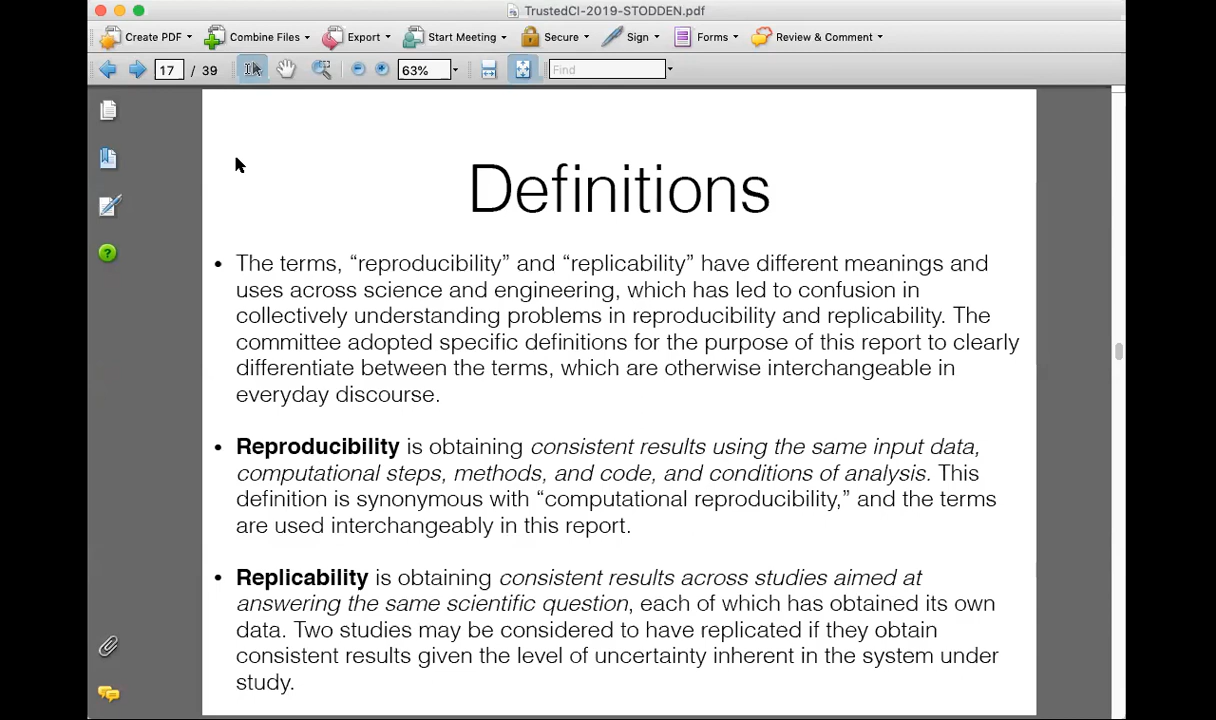 TrustedCI-2019-STODDEN.pdf
Create PDF Combine Files Export Start Meeting Secure Sign Forms Review & Comment
17 / 39 63% Find
Definitions
• The terms, “reproducibility” and “replicability” have different meanings and
uses across science and engineering, which has led to confusion in
collectively understanding problems in reproducibility and replicability. The
committee adopted specific definitions for the purpose of this report to clearly
differentiate between the terms, which are otherwise interchangeable in
everyday discourse.
• Reproducibility is obtaining consistent results using the same input data,
computational steps, methods, and code, and conditions of analysis. This
definition is synonymous with “computational reproducibility,” and the terms
are used interchangeably in this report.
• Replicability is obtaining consistent results across studies aimed at
answering the same scientific question, each of which has obtained its own
data. Two studies may be considered to have replicated if they obtain
consistent results given the level of uncertainty inherent in the system under
study.